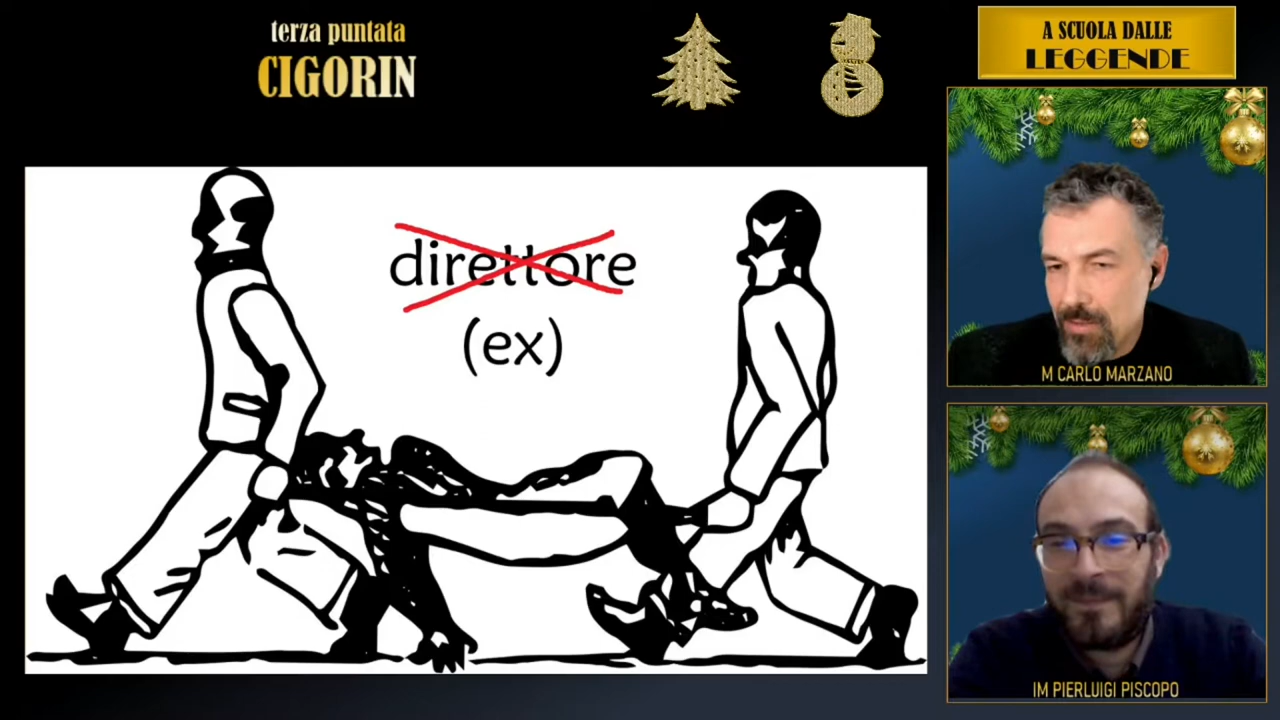 terza puntata
CIGORIN
A SCUOLA DALLE
LEGGENDE
direttore
(ex)
M CARLO MARZANO
IM PIERLUIGI PISCOPO